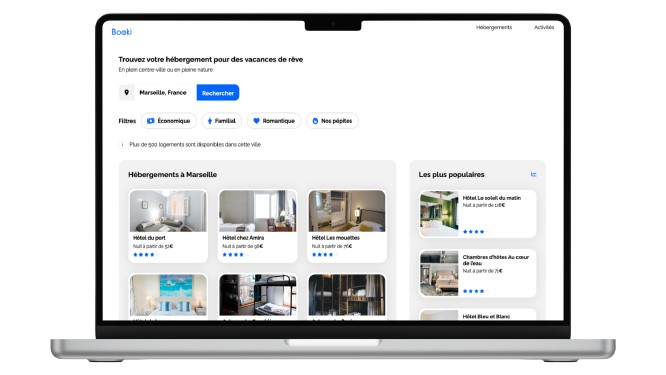 Booki
Hébergements
Activités
Trouvez votre hébergement pour des vacances de rêve
En plein centre-ville ou en pleine nature
Marseille, France
Rechercher
Filtres
Économique
Familial
Romantique
Nos pépites
Plus de 500 logements sont disponibles dans cette ville
Hébergements à Marseille
Hôtel du port
Nuit à partir de 52€
Hôtel chez Amira
Nuit à partir de 58€
Hôtel Les mouettes
Nuit à partir de 76€
Les plus populaires
Hôtel Le soleil du matin
Nuit à partir de 128€
Chambres d'hôtes Au cœur
de l'eau
Nuit à partir de 71€
Hôtel Bleu et Blanc